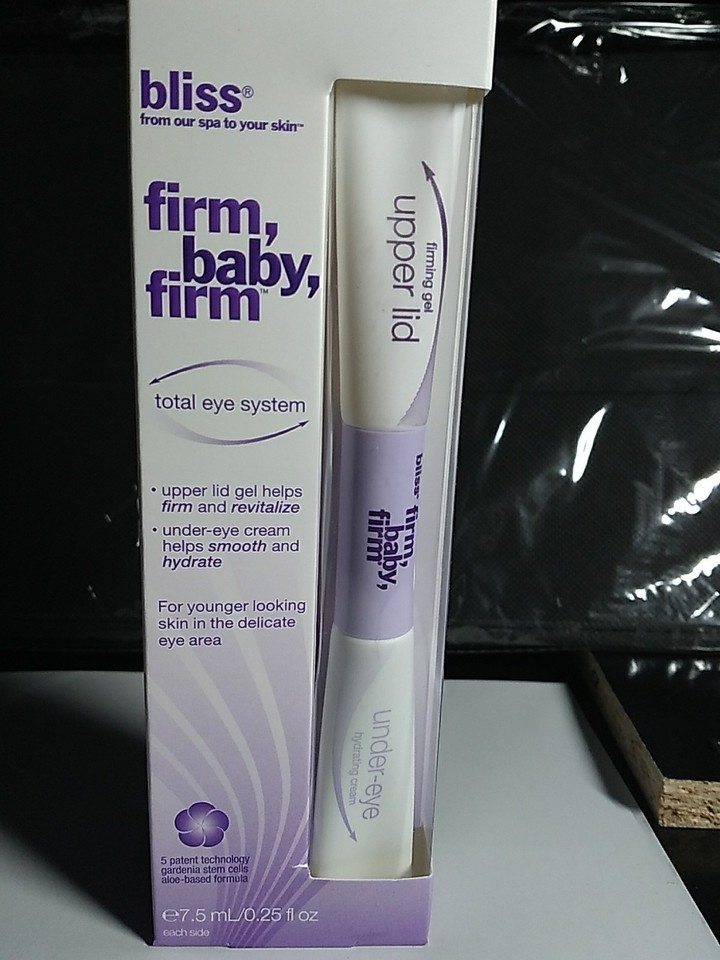 bliss®
from our spa to your skin™
firm,
baby,
firm™
total eye system
• upper lid gel helps
firm and revitalize
• under-eye cream
helps smooth and
hydrate
For younger looking
skin in the delicate
eye area
5 patent technology
gardenia stem cells
aloe-based formula
℮7.5 mL/0.25 fl oz
each side
firming gel
upper lid
bliss® firm,
baby,
firm™
under-eye
hydrating cream